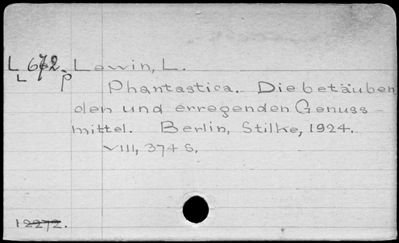 L 672. Lewin, L.
L p Phantastica. Die betäuben
den und erregenden Genuss-
mittel. Berlin, Stilke, 1924.
VIII, 374 S.
12272.